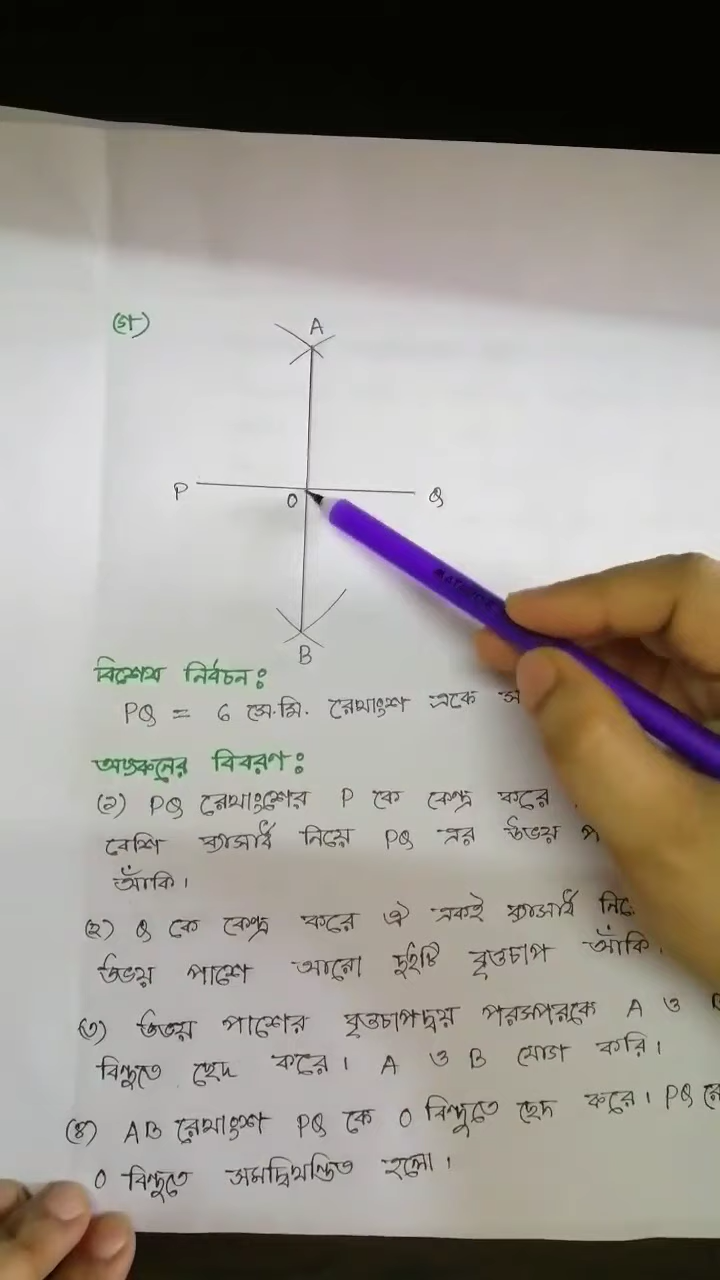 (গ)
A
P
O
Q
B
বিশেষ নির্বচন:
PQ = 6 সে.মি. রেখাংশ একে
অঙ্কনের বিবরণ:
(১) PQ রেখাংশের P কে কেন্দ্র করে
বেশি ব্যাসার্ধ নিয়ে PQ এর উভয়
আঁকি।
(২) Q কে কেন্দ্র করে ঐ একই ব্যাসার্ধ
উভয় পাশে আরো দুইটি বৃত্তচাপ আঁকি।
(৩) উভয় পাশের বৃত্তচাপদ্বয় পরস্পরকে A ও
বিন্দুতে ছেদ করে। A ও B যোগ করি।
(৪) AB রেখাংশ PQ কে O বিন্দুতে ছেদ করে। PQ
O বিন্দুতে সমদ্বিখন্ডিত হলো।